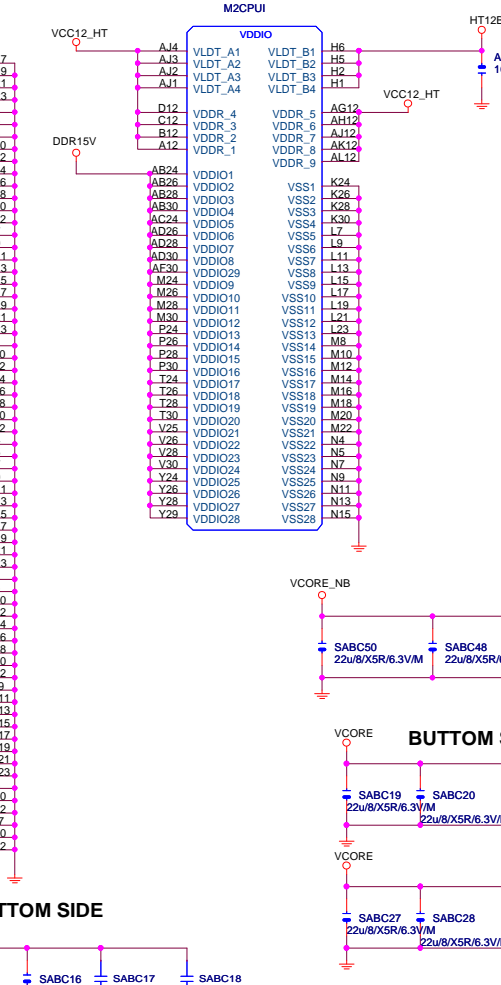 M2CPUI
VDDIO
VCC12_HT
HT12B
AJ4 VLDT_A1 VLDT_B1 H6
AJ3 VLDT_A2 VLDT_B2 H5
AJ2 VLDT_A3 VLDT_B3 H2
AJ1 VLDT_A4 VLDT_B4 H1
VCC12_HT
D12 VDDR_4 VDDR_5 AG12
C12 VDDR_3 VDDR_6 AH12
B12 VDDR_2 VDDR_7 AJ12
A12 VDDR_1 VDDR_8 AK12
VDDR_9 AL12
DDR15V
AB24 VDDIO1
AB26 VDDIO2 VSS1 K24
AB28 VDDIO3 VSS2 K26
AB30 VDDIO4 VSS3 K28
AC24 VDDIO5 VSS4 K30
AD26 VDDIO6 VSS5 L7
AD28 VDDIO7 VSS6 L9
AD30 VDDIO8 VSS7 L11
AF30 VDDIO29 VSS8 L13
M24 VDDIO9 VSS9 L15
M26 VDDIO10 VSS10 L17
M28 VDDIO11 VSS11 L19
M30 VDDIO12 VSS12 L21
P24 VDDIO13 VSS13 L23
P26 VDDIO14 VSS14 M8
P28 VDDIO15 VSS15 M10
P30 VDDIO16 VSS16 M12
T24 VDDIO17 VSS17 M14
T26 VDDIO18 VSS18 M16
T28 VDDIO19 VSS19 M18
T30 VDDIO20 VSS20 M20
V25 VDDIO21 VSS21 M22
V26 VDDIO22 VSS22 N4
V28 VDDIO23 VSS23 N5
V30 VDDIO24 VSS24 N7
Y24 VDDIO25 VSS25 N9
Y26 VDDIO26 VSS26 N11
Y28 VDDIO27 VSS27 N13
Y29 VDDIO28 VSS28 N15
VCORE_NB
SABC50 SABC48
22u/8/X5R/6.3V/M 22u/8/X5R/6
VCORE
BUTTOM S
SABC19 SABC20
22u/8/X5R/6.3V/M 22u/8/X5R/6.3V/M
VCORE
SABC27 SABC28
22u/8/X5R/6.3V/M 22u/8/X5R/6.3V/M
TTOM SIDE
SABC16 SABC17 SABC18